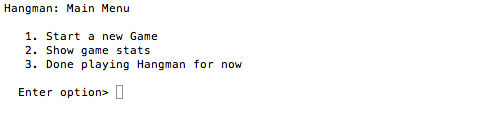 Hangman: Main Menu
1. Start a new Game
2. Show game stats
3. Done playing Hangman for now
Enter option>